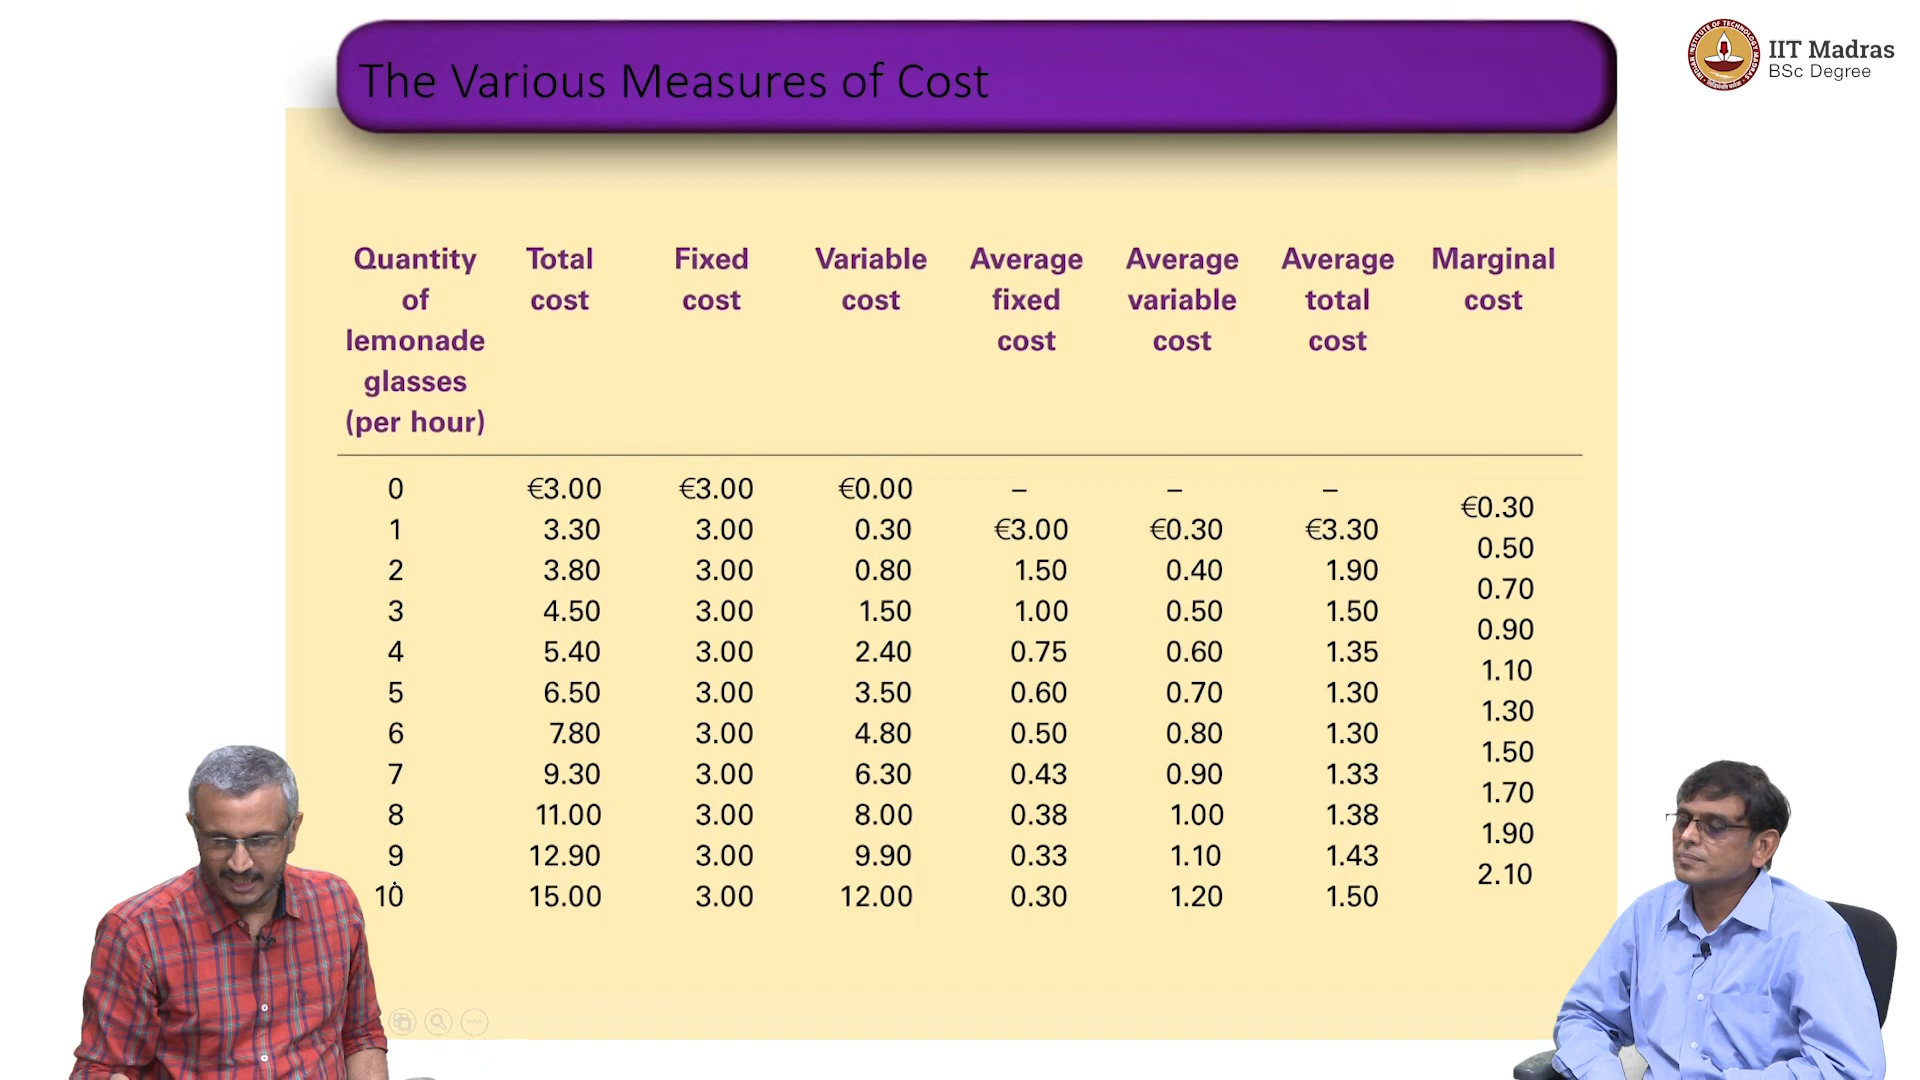 The Various Measures of Cost
IIT Madras
BSc Degree
Quantity of lemonade glasses (per hour) Total cost Fixed cost Variable cost Average fixed cost Average variable cost Average total cost Marginal cost
0 €3.00 €3.00 €0.00 – – –
€0.30
1 3.30 3.00 0.30 €3.00 €0.30 €3.30
0.50
2 3.80 3.00 0.80 1.50 0.40 1.90
0.70
3 4.50 3.00 1.50 1.00 0.50 1.50
0.90
4 5.40 3.00 2.40 0.75 0.60 1.35
1.10
5 6.50 3.00 3.50 0.60 0.70 1.30
1.30
6 7.80 3.00 4.80 0.50 0.80 1.30
1.50
7 9.30 3.00 6.30 0.43 0.90 1.33
1.70
8 11.00 3.00 8.00 0.38 1.00 1.38
1.90
9 12.90 3.00 9.90 0.33 1.10 1.43
2.10
10 15.00 3.00 12.00 0.30 1.20 1.50